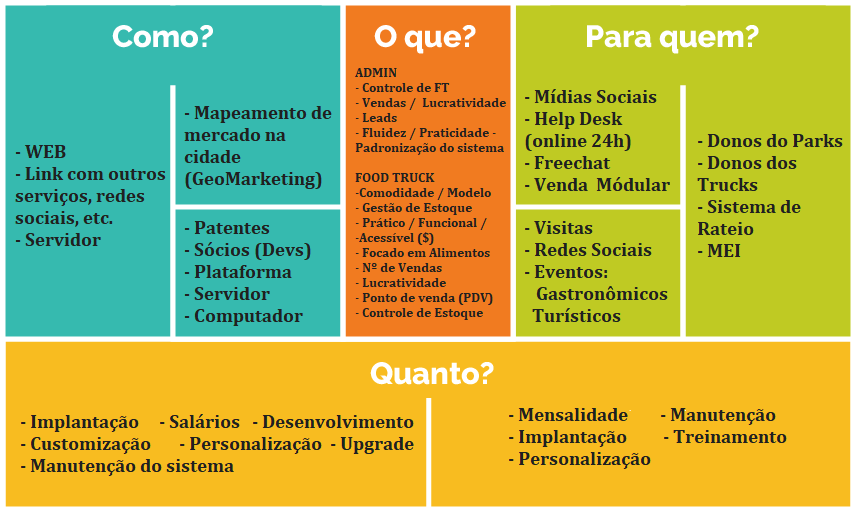 Como?
- WEB
- Link com outros
serviços, redes
sociais, etc.
- Servidor
- Mapeamento de
mercado na
cidade
(GeoMarketing)
- Patentes
- Sócios (Devs)
- Plataforma
- Servidor
- Computador
O que?
ADMIN
- Controle de FT
- Vendas / Lucratividade
- Leads
- Fluidez / Praticidade -
Padronização do sistema
FOOD TRUCK
-Comodidade / Modelo
- Gestão de Estoque
- Prático / Funcional /
-Acessível ($)
- Focado em Alimentos
- Nº de Vendas
- Lucratividade
- Ponto de venda (PDV)
- Controle de Estoque
Para quem?
- Mídias Sociais
- Help Desk
(online 24h)
- Freechat
- Venda Módular
- Visitas
- Redes Sociais
- Eventos:
Gastronômicos
Turísticos
- Donos do Parks
- Donos dos
Trucks
- Sistema de
Rateio
- MEI
Quanto?
- Implantação - Salários - Desenvolvimento
- Customização - Personalização - Upgrade
- Manutenção do sistema
- Mensalidade - Manutenção
- Implantação - Treinamento
- Personalização